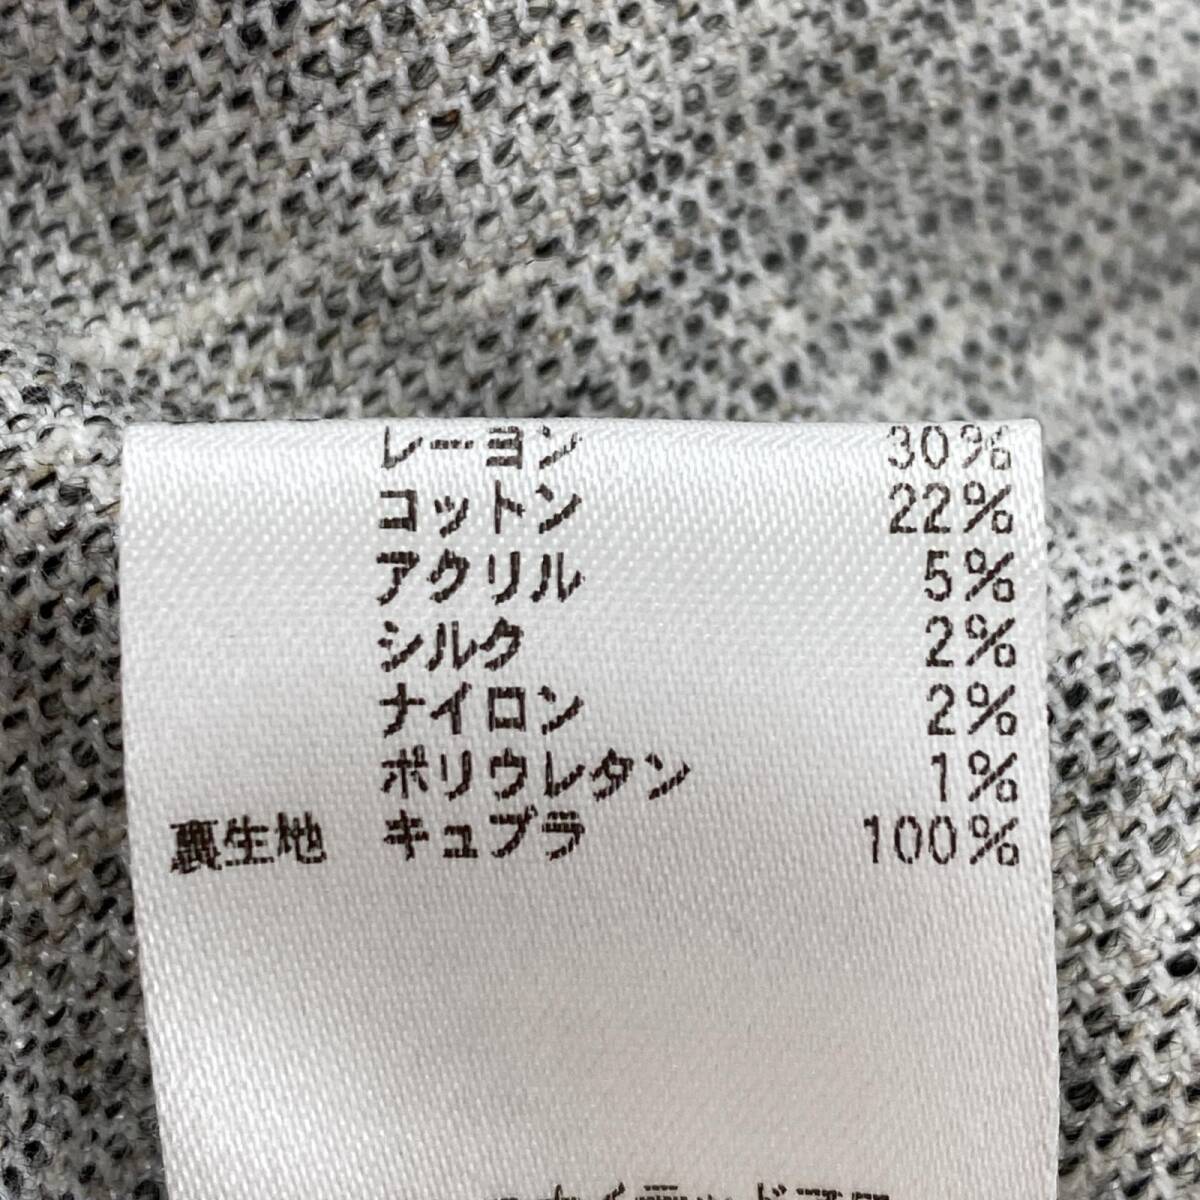 レーヨン 30%
コットン 22%
アクリル 5%
シルク 2%
ナイロン 2%
ポリウレタン 1%
裏生地 キュプラ 100%